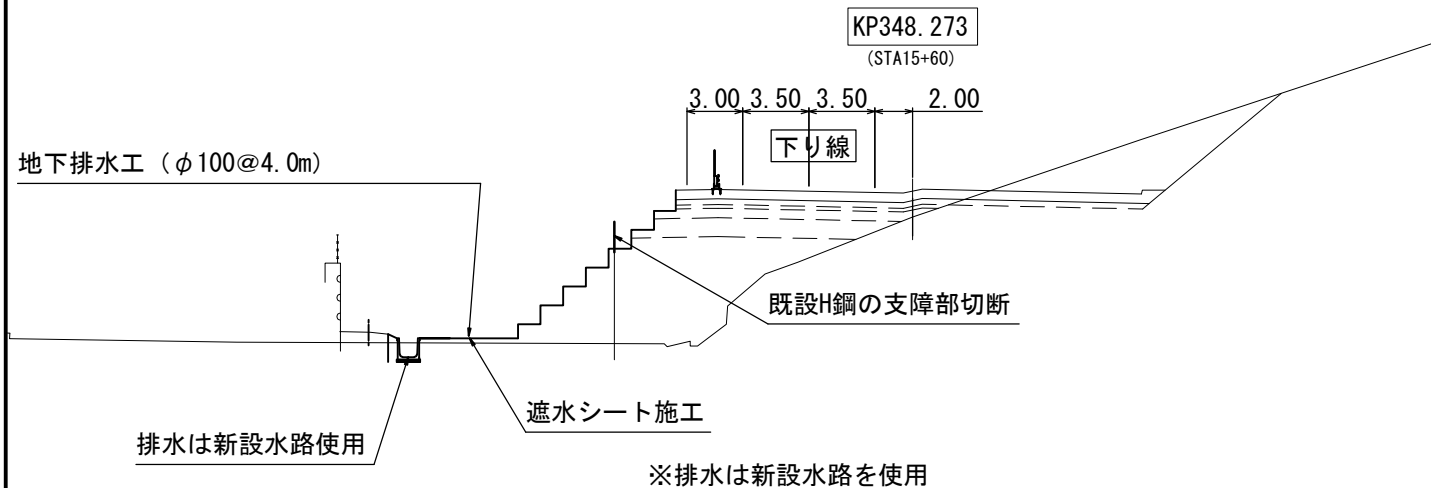 KP348.273
(STA15+60)
3.00 3.50 3.50 2.00
下り線
地下排水工（φ100@4.0m）
既設H鋼の支障部切断
遮水シート施工
排水は新設水路使用
※排水は新設水路を使用